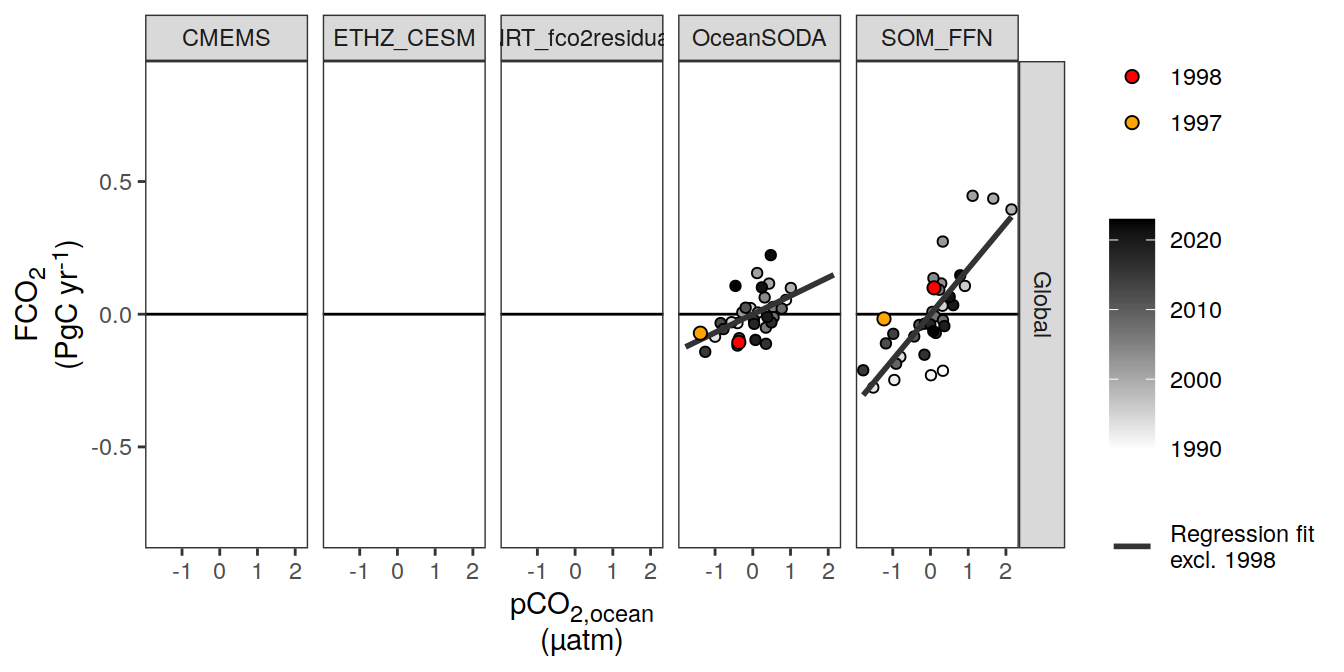 CMEMS ETHZ_CESM NRT_fco2residua OceanSODA SOM_FFN
FCO2
(PgC yr-1)
0.5
0.0
-0.5
Global
-1 0 1 2 -1 0 1 2 -1 0 1 2 -1 0 1 2 -1 0 1 2
pCO2,ocean
(µatm)
1998
1997
2020
2010
2000
1990
Regression fit
excl. 1998